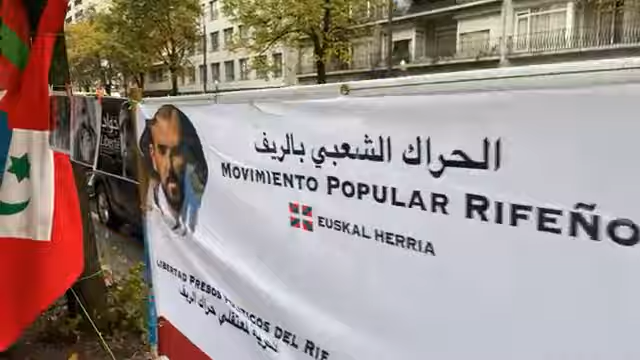 الحراك الشعبي بالريف
MOVIMIENTO POPULAR RIFEÑO
EUSKAL HERRIA
LIBERTAD PRESOS POLÍTICOS DEL RIF
الحرية لمعتقلي حراك الريف